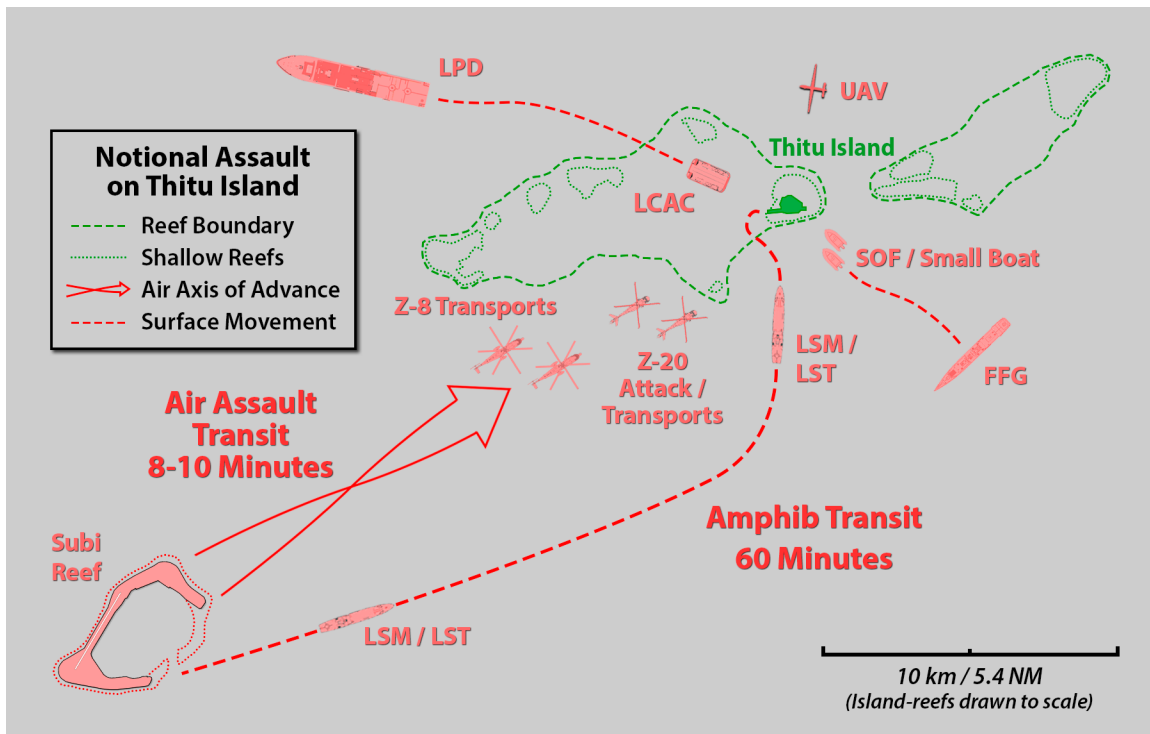 LPD
UAV
Thitu Island
Notional Assault
on Thitu Island
Reef Boundary
Shallow Reefs
Air Axis of Advance
Surface Movement
LCAC
SOF / Small Boat
Z-8 Transports
Z-20
Attack /
Transports
LSM /
LST
FFG
Air Assault
Transit
8-10 Minutes
Amphib Transit
60 Minutes
Subi
Reef
LSM / LST
10 km / 5.4 NM
(Island-reefs drawn to scale)